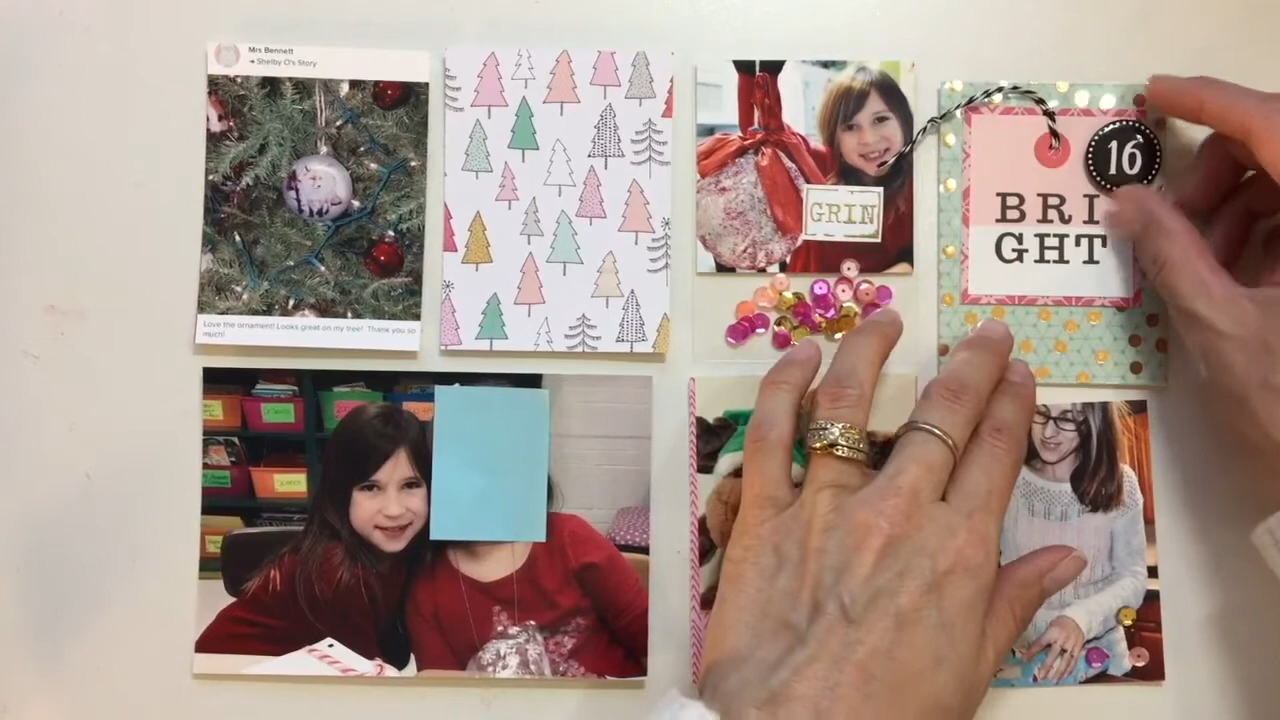 Mrs Bennett
→ Shelby O's Story
Love the ornament! Looks great on my tree! Thank you so
much!
GRIN
BRI
GHT
16